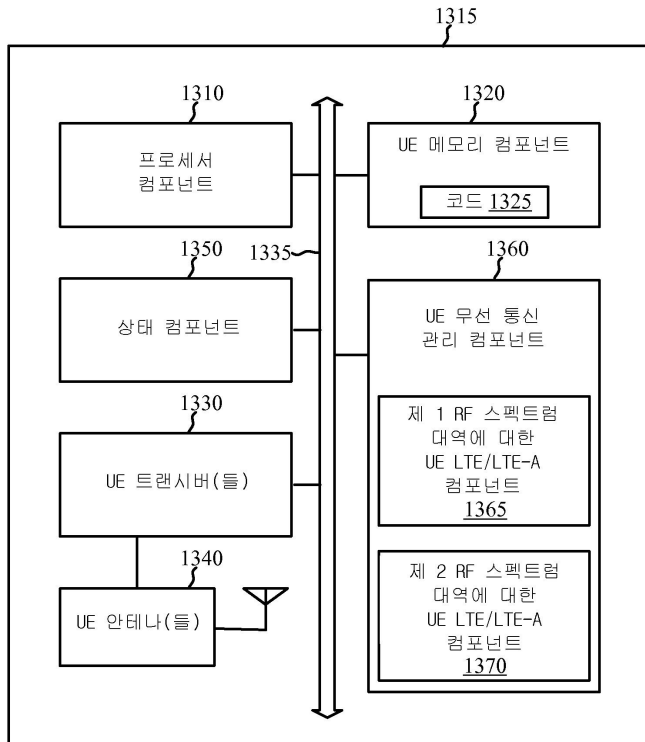 1315
1310
프로세서
컴포넌트
1320
UE 메모리 컴포넌트
코드 1325
1335
1350
상태 컴포넌트
1360
UE 무선 통신
관리 컴포넌트
1330
UE 트랜시버(들)
제 1 RF 스펙트럼
대역에 대한
UE LTE/LTE-A
컴포넌트
1365
1340
UE 안테나(들)
제 2 RF 스펙트럼
대역에 대한
UE LTE/LTE-A
컴포넌트
1370